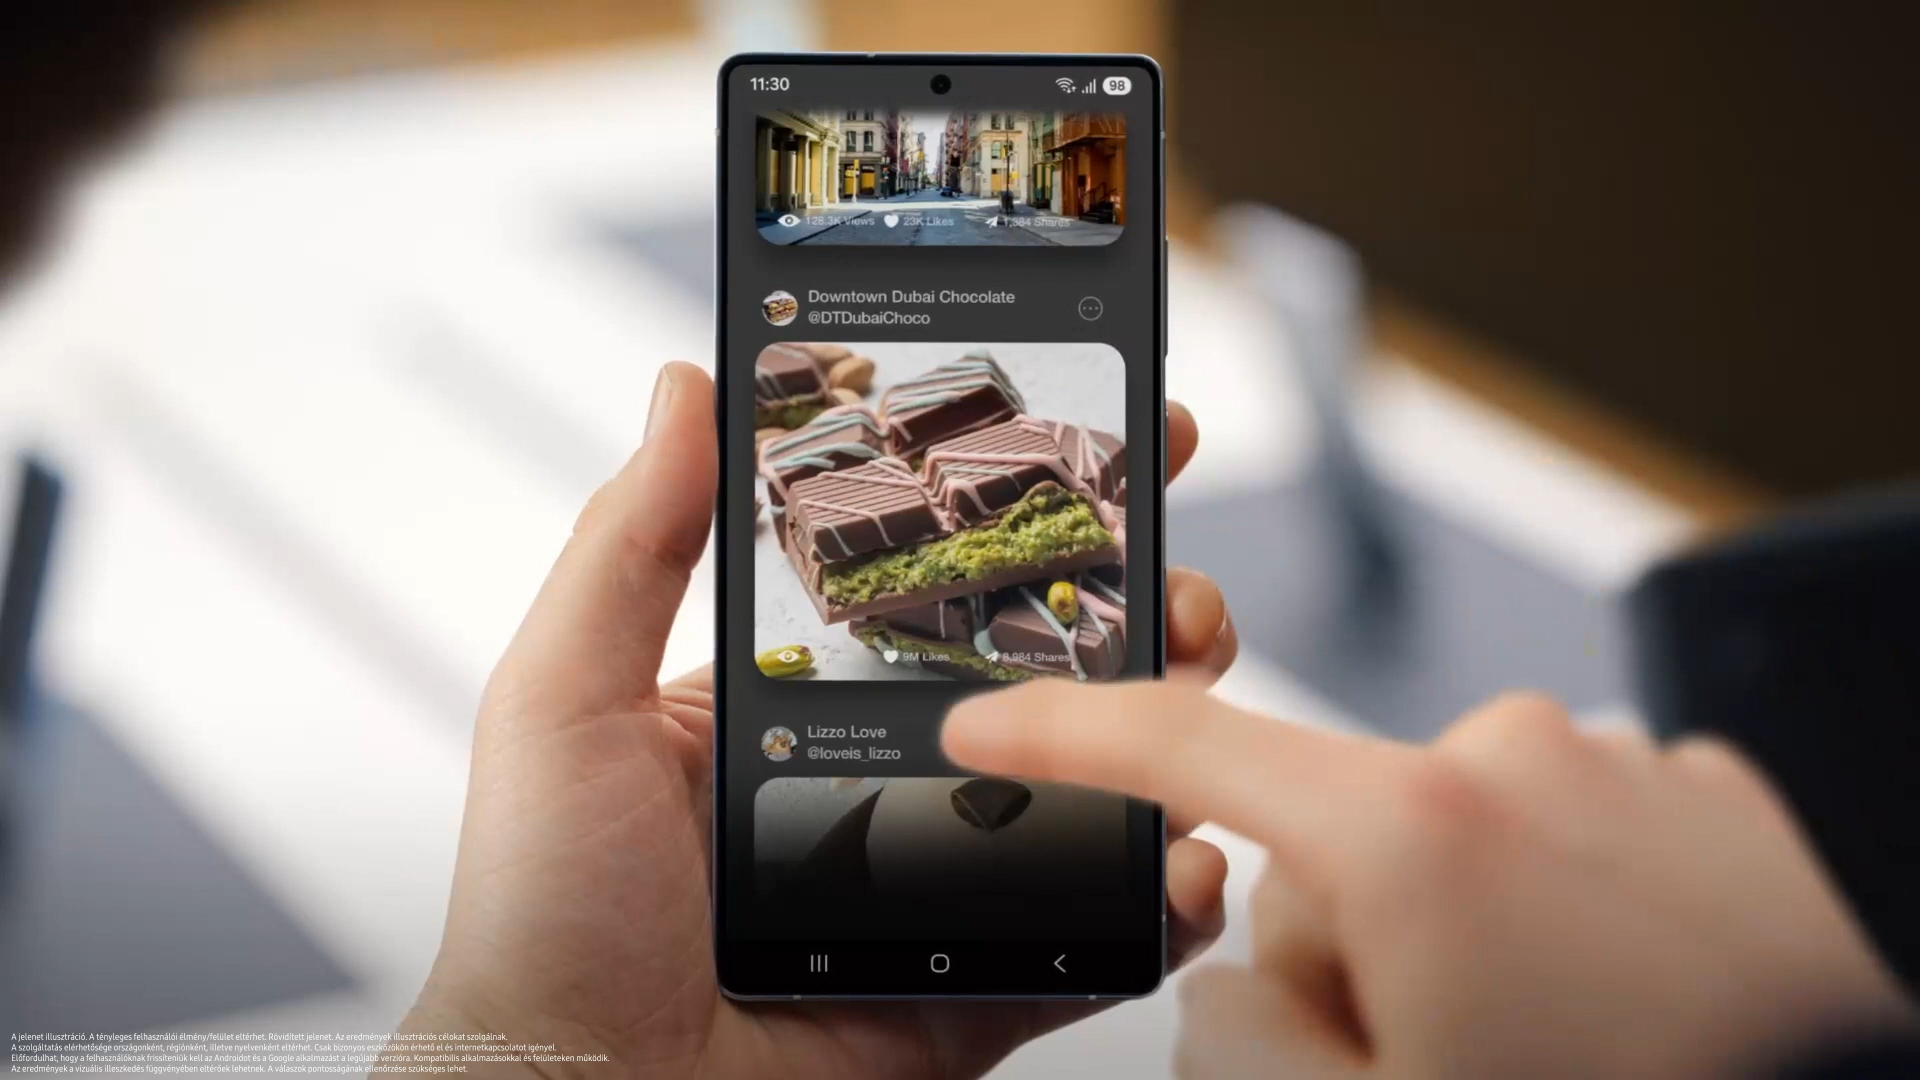 11:30
98
128.3K Views
23K Likes
1,384 Shares
Downtown Dubai Chocolate
@DTDubaiChoco
9M Likes
8,984 Shares
Lizzo Love
@loveis_lizzo
A jelenet illusztráció. A tényleges felhasználói élmény/felület eltérhet. Rövidített jelenet. Az eredmények illusztrációs célokat szolgálnak.
A szolgáltatás elérhetősége országonként, régiónként, illetve nyelvenként eltérhet. Csak bizonyos eszközökön érhető el és internetkapcsolatot igényel.
Előfordulhat, hogy a felhasználóknak frissíteniük kell az Androidot és a Google alkalmazást a legújabb verzióra. Kompatibilis alkalmazásokkal és felületeken működik.
Az eredmények a vizuális illeszkedés függvényében eltérőek lehetnek. A válaszok pontosságának ellenőrzése szükséges lehet.